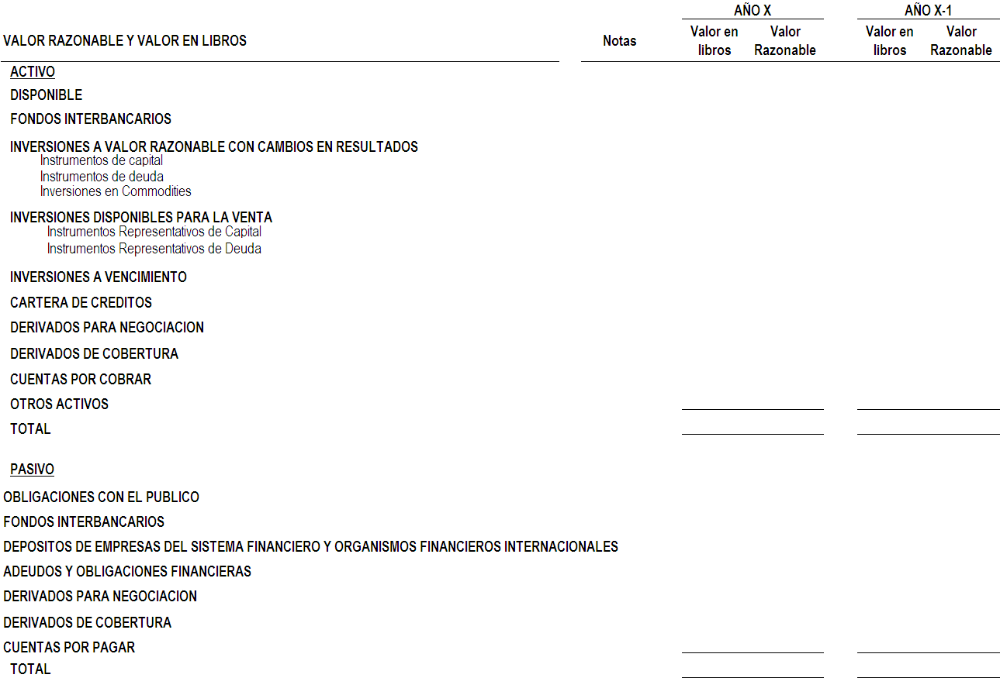 AÑO X AÑO X-1
VALOR RAZONABLE Y VALOR EN LIBROS Notas Valor en libros Valor Razonable Valor en libros Valor Razonable
ACTIVO
DISPONIBLE
FONDOS INTERBANCARIOS
INVERSIONES A VALOR RAZONABLE CON CAMBIOS EN RESULTADOS
Instrumentos de capital
Instrumentos de deuda
Inversiones en Commodities
INVERSIONES DISPONIBLES PARA LA VENTA
Instrumentos Representativos de Capital
Instrumentos Representativos de Deuda
INVERSIONES A VENCIMIENTO
CARTERA DE CREDITOS
DERIVADOS PARA NEGOCIACION
DERIVADOS DE COBERTURA
CUENTAS POR COBRAR
OTROS ACTIVOS
TOTAL
PASIVO
OBLIGACIONES CON EL PUBLICO
FONDOS INTERBANCARIOS
DEPOSITOS DE EMPRESAS DEL SISTEMA FINANCIERO Y ORGANISMOS FINANCIEROS INTERNACIONALES
ADEUDOS Y OBLIGACIONES FINANCIERAS
DERIVADOS PARA NEGOCIACION
DERIVADOS DE COBERTURA
CUENTAS POR PAGAR
TOTAL